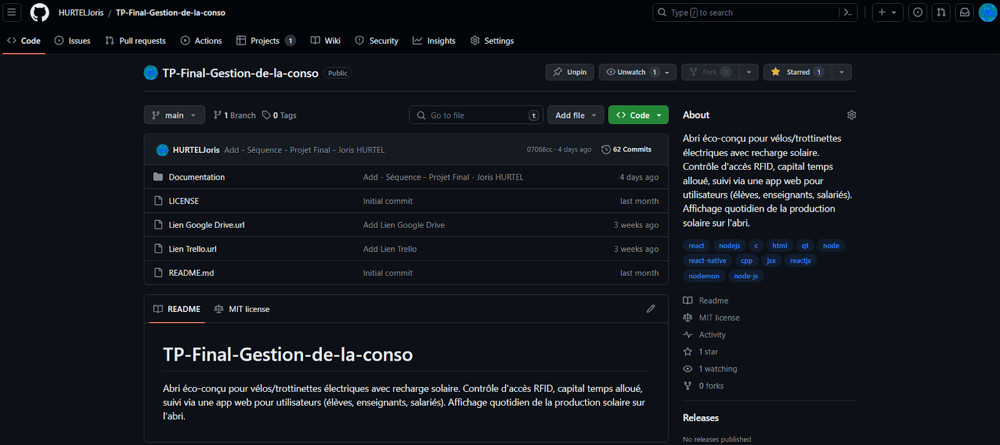 HURTELJoris / TP-Final-Gestion-de-la-conso
Type / to search
Code Issues Pull requests Actions Projects 1 Wiki Security Insights Settings
TP-Final-Gestion-de-la-conso Public
Unpin Unwatch 1 Fork 0 Starred 1
main 1 Branch 0 Tags Go to file t Add file Code
HURTELJoris Add - Séquence - Projet Final - Joris HURTEL 07068cc · 4 days ago 62 Commits
Documentation Add - Séquence - Projet Final - Joris HURTEL 4 days ago
LICENSE Initial commit last month
Lien Google Drive.url Add Lien Google Drive 3 weeks ago
Lien Trello.url Add Lien Trello 3 weeks ago
README.md Initial commit last month
README MIT license
TP-Final-Gestion-de-la-conso
Abri éco-conçu pour vélos/trottinettes électriques avec recharge solaire. Contrôle d'accès RFID, capital temps alloué,
suivi via une app web pour utilisateurs (élèves, enseignants, salariés). Affichage quotidien de la production solaire sur
l'abri.
About
Abri éco-conçu pour vélos/trottinettes
électriques avec recharge solaire.
Contrôle d'accès RFID, capital temps
alloué, suivi via une app web pour
utilisateurs (élèves, enseignants, salariés).
Affichage quotidien de la production
solaire sur l'abri.
react nodejs c html qt node
react-native cpp jsx reactjs
nodemon node-js
Readme
MIT license
Activity
1 star
1 watching
0 forks
Releases
No releases published